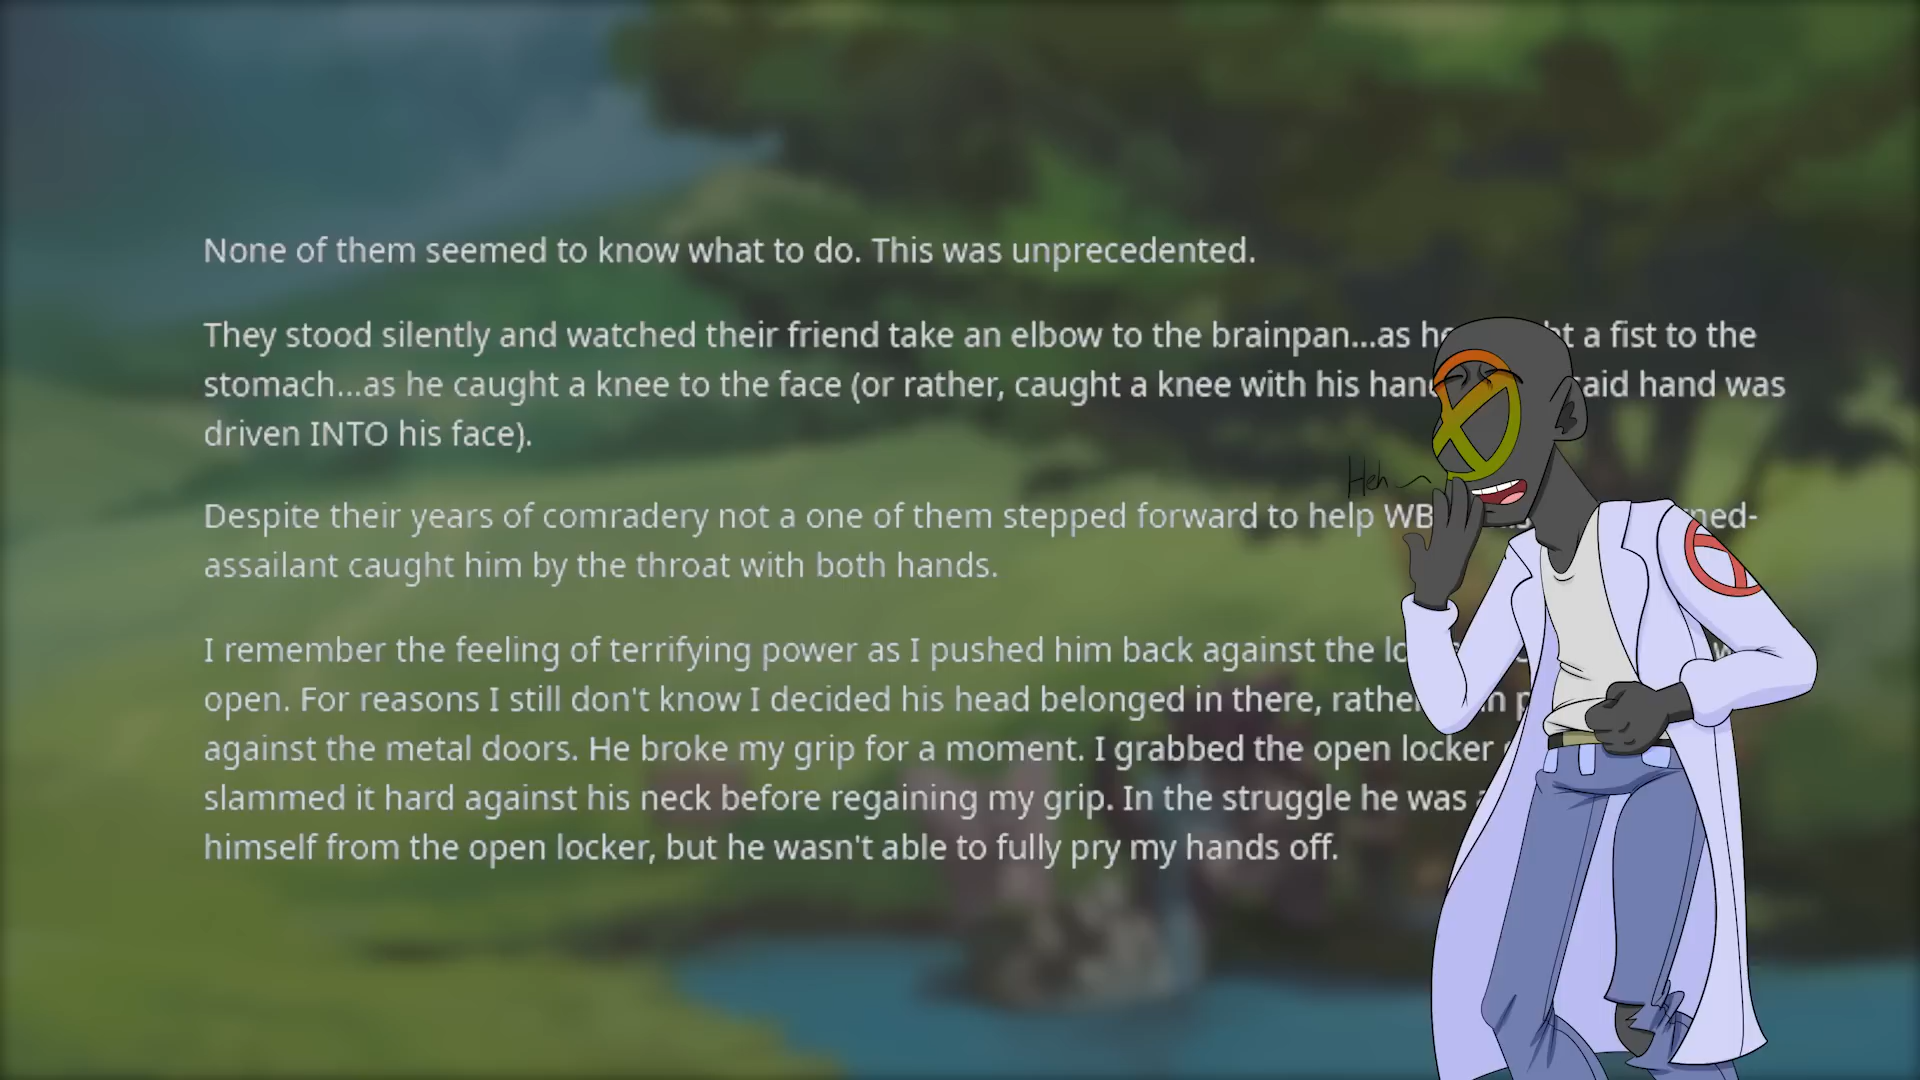 None of them seemed to know what to do. This was unprecedented.
They stood silently and watched their friend take an elbow to the brainpan...as a fist to the
stomach...as he caught a knee to the face (or rather, caught a knee with his said hand was
driven INTO his face).
Heh
Despite their years of comradery not a one of them stepped forward to help
assailant caught him by the throat with both hands.
I remember the feeling of terrifying power as I pushed him back against the
open. For reasons I still don't know I decided his head belonged in there,
against the metal doors. He broke my grip for a moment. I grabbed the open locker
slammed it hard against his neck before regaining my grip. In the struggle he was
himself from the open locker, but he wasn't able to fully pry my hands off.